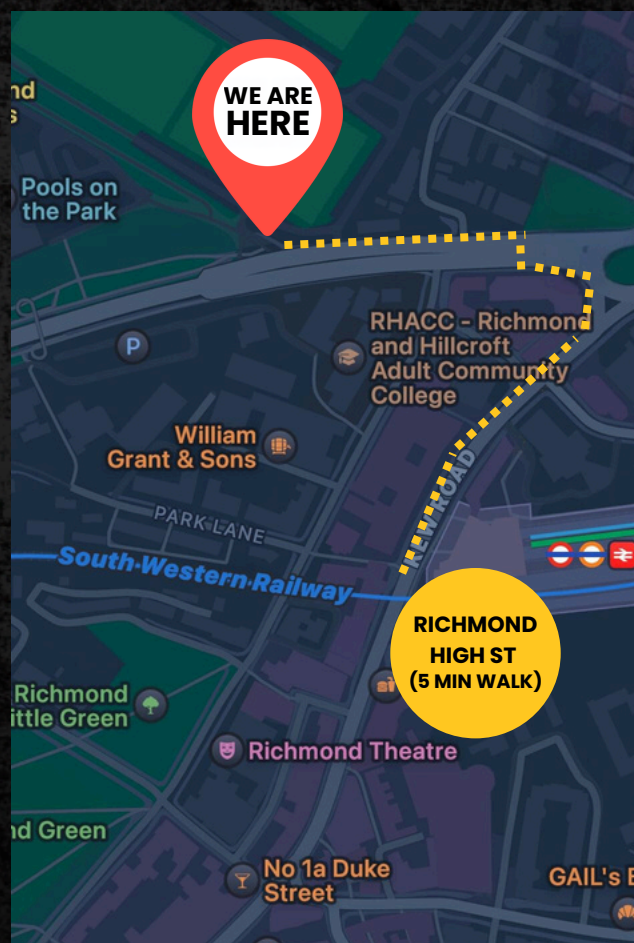 WE ARE
HERE
nd
s
Pools on
the Park
RHACC - Richmond
and Hillcroft
Adult Community
College
P
William
Grant & Sons
KEW ROAD
PARK LANE
South-Western-Railway
RICHMOND
HIGH ST
(5 MIN WALK)
Richmond
ittle Green
Richmond Theatre
nd Green
No 1a Duke
Street
GAIL's B